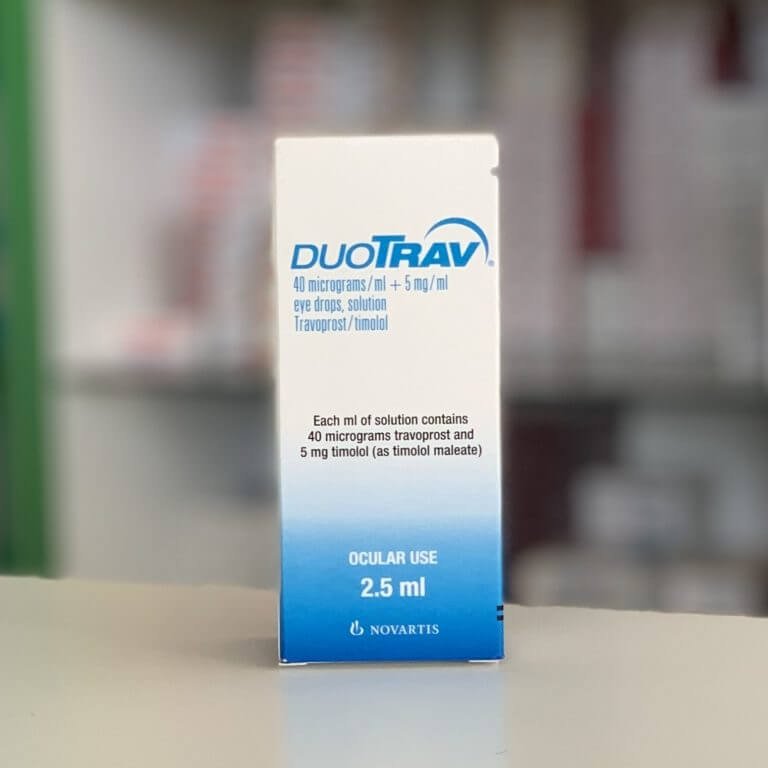 DUOTRAV®
40 micrograms/ml + 5 mg/ml
eye drops, solution
Travoprost/timolol
Each ml of solution contains
40 micrograms travoprost and
5 mg timolol (as timolol maleate)
OCULAR USE
2.5 ml
NOVARTIS